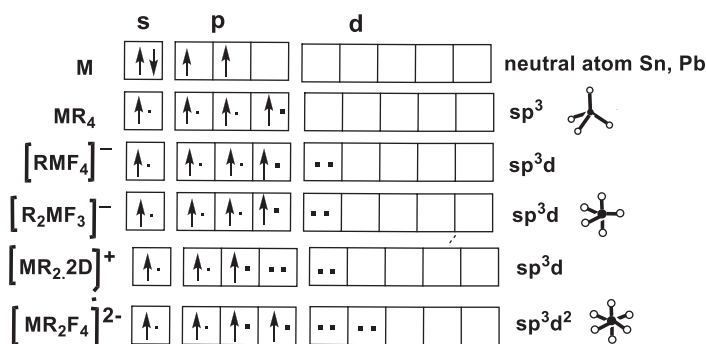 s p d
M neutral atom Sn, Pb
MR₄ sp³
[RMF₄]⁻ sp³d
[R₂MF₃]⁻ sp³d
[MR₂.2D]⁺ sp³d
[MR₂F₄]²⁻ sp³d²